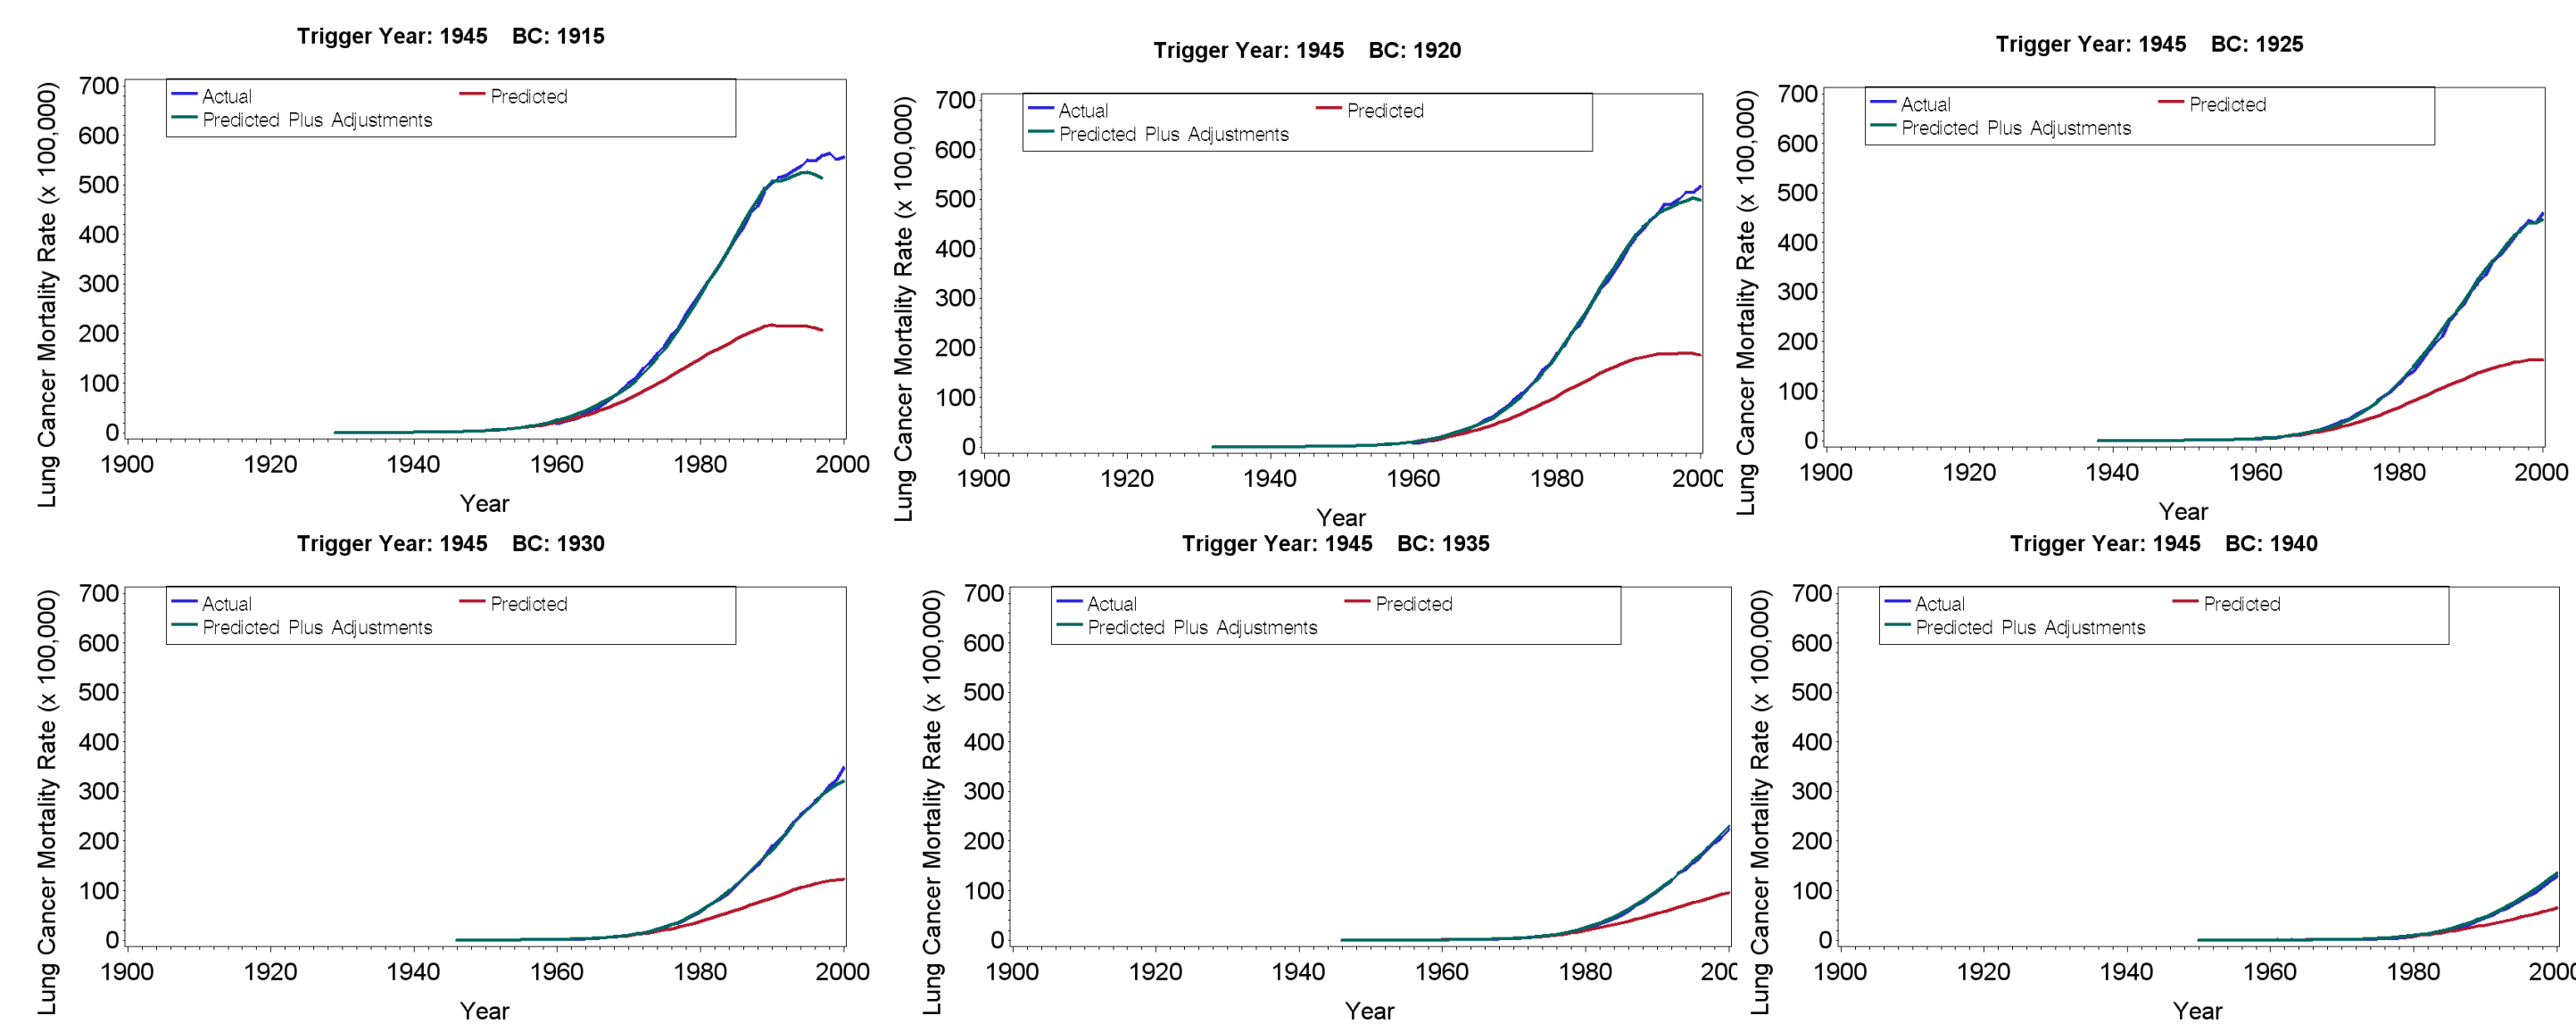 Trigger Year: 1945 BC: 1915
Actual Predicted
Predicted Plus Adjustments
Lung Cancer Mortality Rate (x 100,000)
700
600
500
400
300
200
100
0
1900 1920 1940 1960 1980 2000
Year
Trigger Year: 1945 BC: 1920
Actual Predicted
Predicted Plus Adjustments
Lung Cancer Mortality Rate (x 100,000)
700
600
500
400
300
200
100
0
1900 1920 1940 1960 1980 2000
Year
Trigger Year: 1945 BC: 1925
Actual Predicted
Predicted Plus Adjustments
Lung Cancer Mortality Rate (x 100,000)
700
600
500
400
300
200
100
0
1900 1920 1940 1960 1980 2000
Year
Trigger Year: 1945 BC: 1930
Actual Predicted
Predicted Plus Adjustments
Lung Cancer Mortality Rate (x 100,000)
700
600
500
400
300
200
100
0
1900 1920 1940 1960 1980 2000
Year
Trigger Year: 1945 BC: 1935
Actual Predicted
Predicted Plus Adjustments
Lung Cancer Mortality Rate (x 100,000)
700
600
500
400
300
200
100
0
1900 1920 1940 1960 1980 200
Year
Trigger Year: 1945 BC: 1940
Actual Predicted
Predicted Plus Adjustments
Lung Cancer Mortality Rate (x 100,000)
700
600
500
400
300
200
100
0
1900 1920 1940 1960 1980 2000
Year